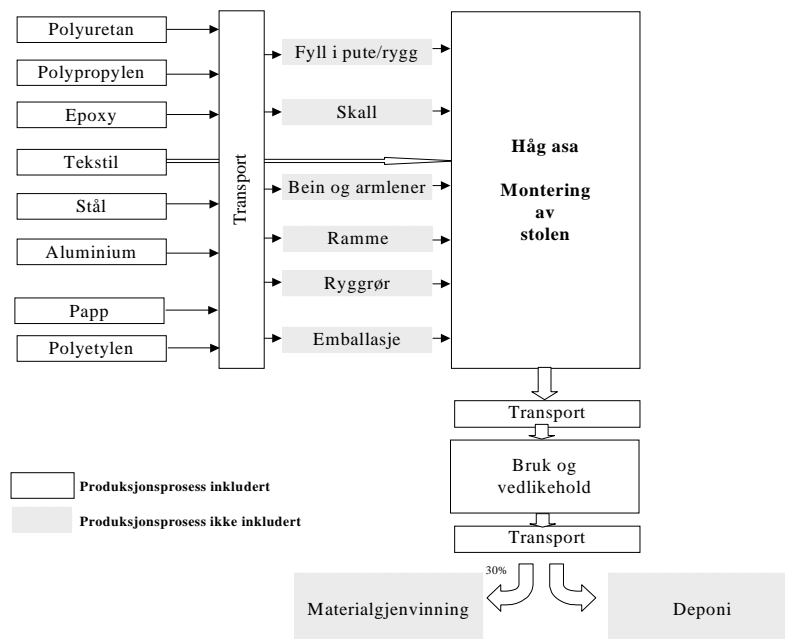 Polyuretan
Polypropylen
Epoxy
Tekstil
Stål
Aluminium
Papp
Polyetylen
Transport
Fyll i pute/rygg
Skall
Bein og armlener
Ramme
Ryggrør
Emballasje
Håg asa
Montering
av
stolen
Transport
Bruk og
vedlikehold
Transport
Produksjonsprosess inkludert
Produksjonsprosess ikke inkludert
30%
Materialgjenvinning
Deponi